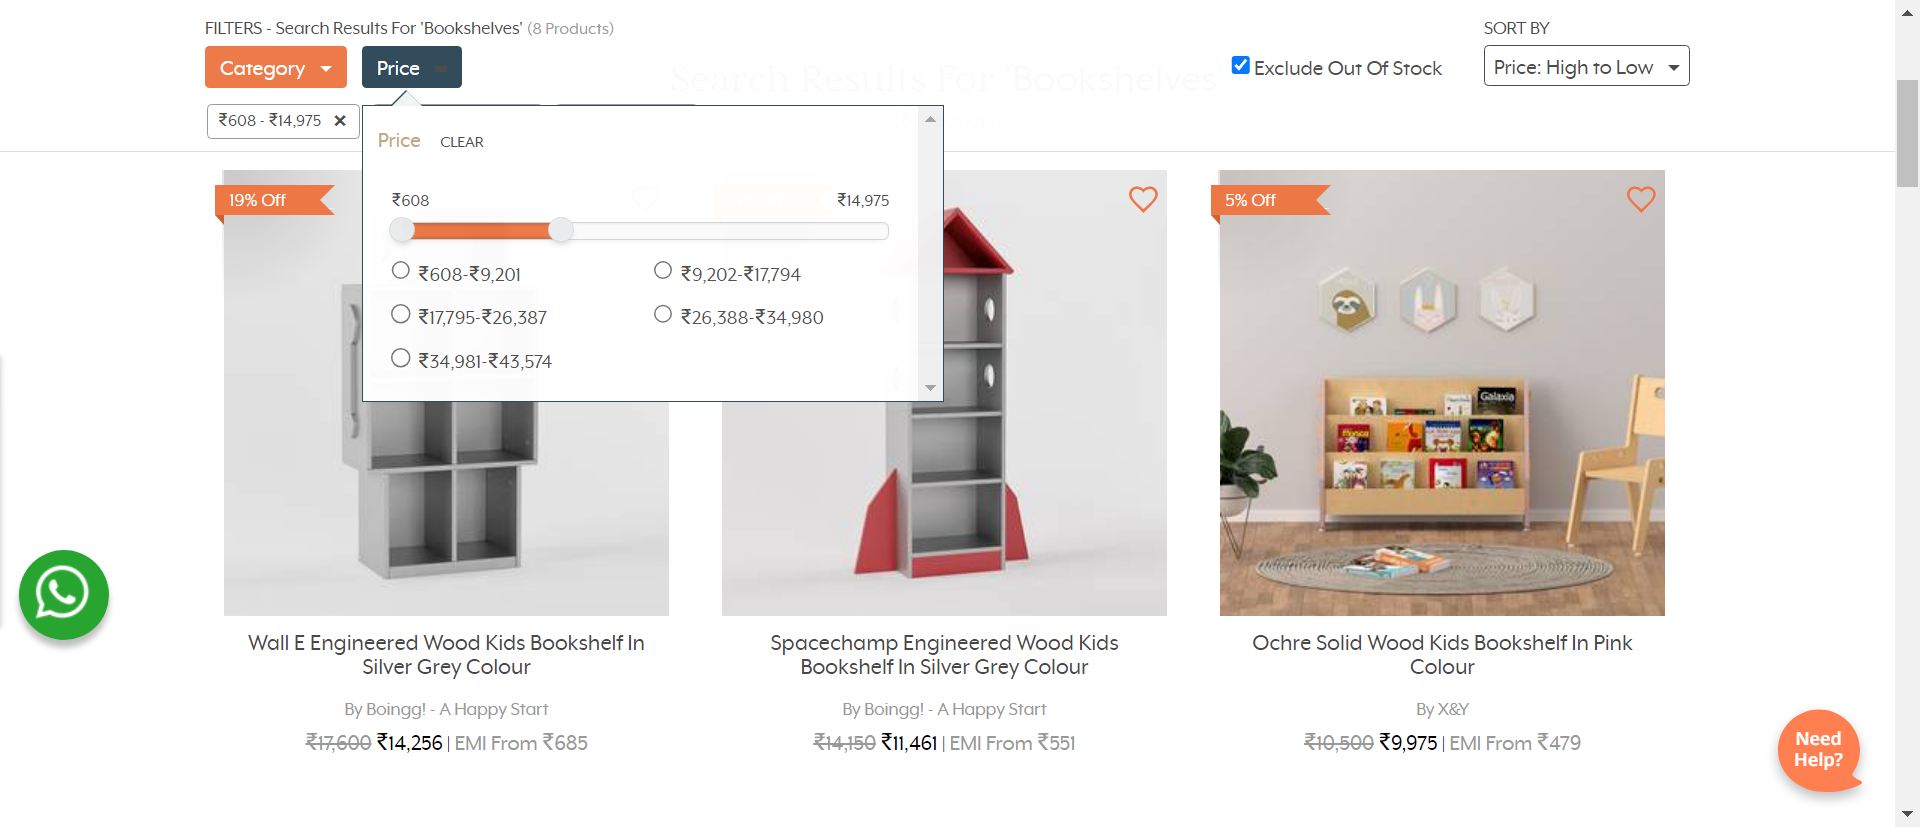 FILTERS - Search Results For 'Bookshelves' (8 Products)
SORT BY
Category
Price
Search Results For 'Bookshelves'
Exclude Out Of Stock
Price: High to Low
₹608 - ₹14,975 ✕
Price CLEAR
₹608 ₹14,975
₹608-₹9,201
₹9,202-₹17,794
₹17,795-₹26,387
₹26,388-₹34,980
₹34,981-₹43,574
19% Off
5% Off
Galaxia
Wall E Engineered Wood Kids Bookshelf In
Silver Grey Colour
By Boingg! - A Happy Start
₹17,600 ₹14,256 | EMI From ₹685
Spacechamp Engineered Wood Kids
Bookshelf In Silver Grey Colour
By Boingg! - A Happy Start
₹14,150 ₹11,461 | EMI From ₹551
Ochre Solid Wood Kids Bookshelf In Pink
Colour
By X&Y
₹10,500 ₹9,975 | EMI From ₹479
Need
Help?